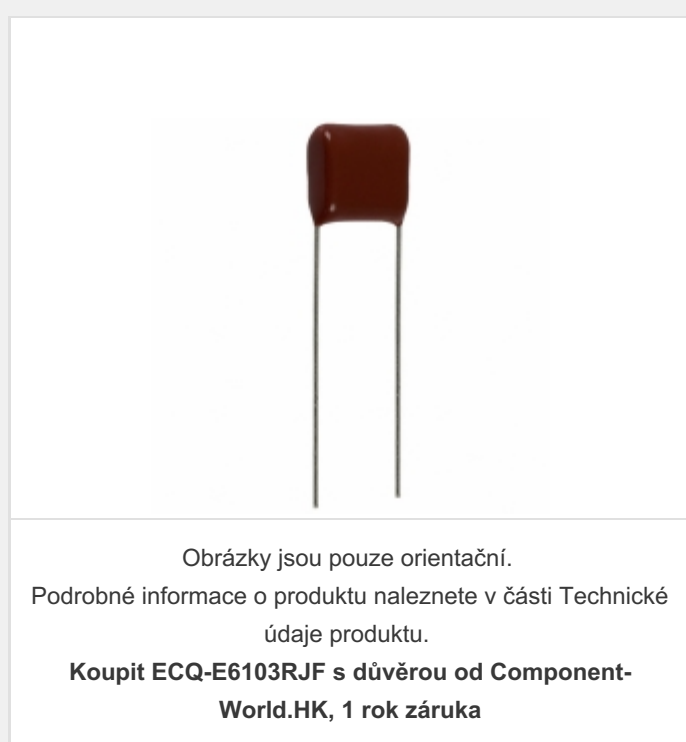 Obrázky jsou pouze orientační.
Podrobné informace o produktu naleznete v části Technické
údaje produktu.
Koupit ECQ-E6103RJF s důvěrou od Component-
World.HK, 1 rok záruka